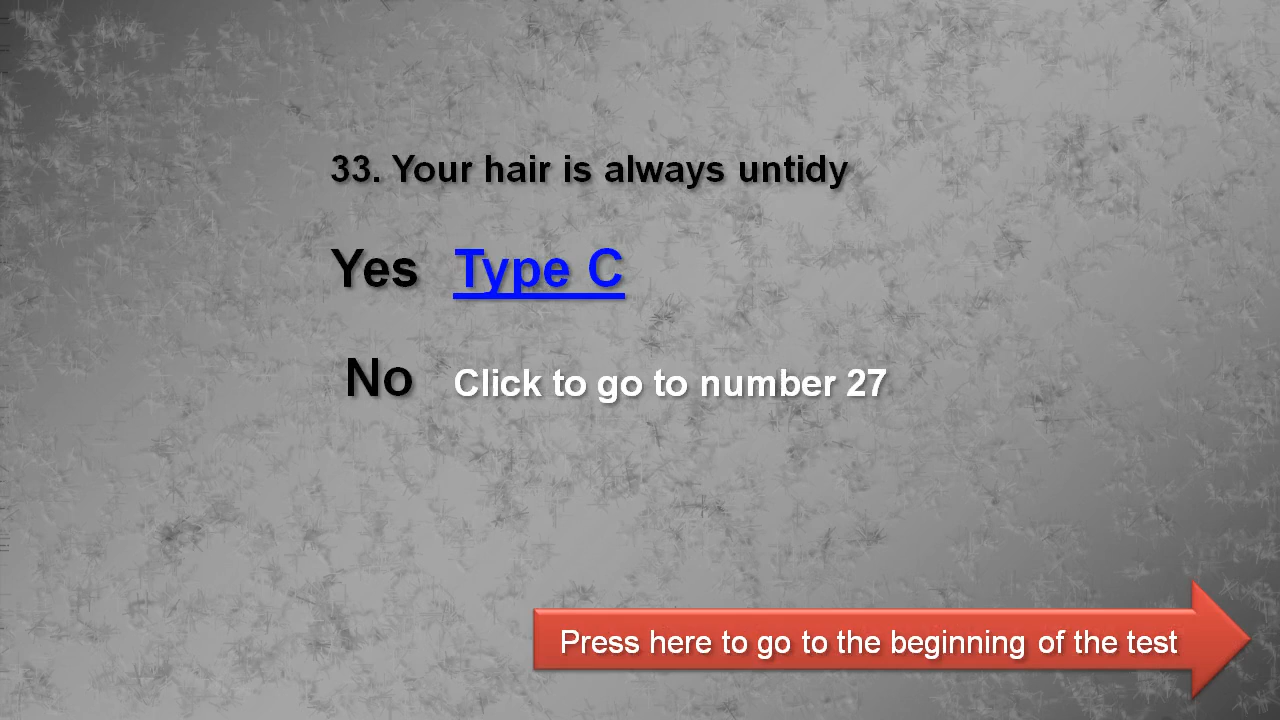 33. Your hair is always untidy
Yes Type C
No Click to go to number 27
Press here to go to the beginning of the test